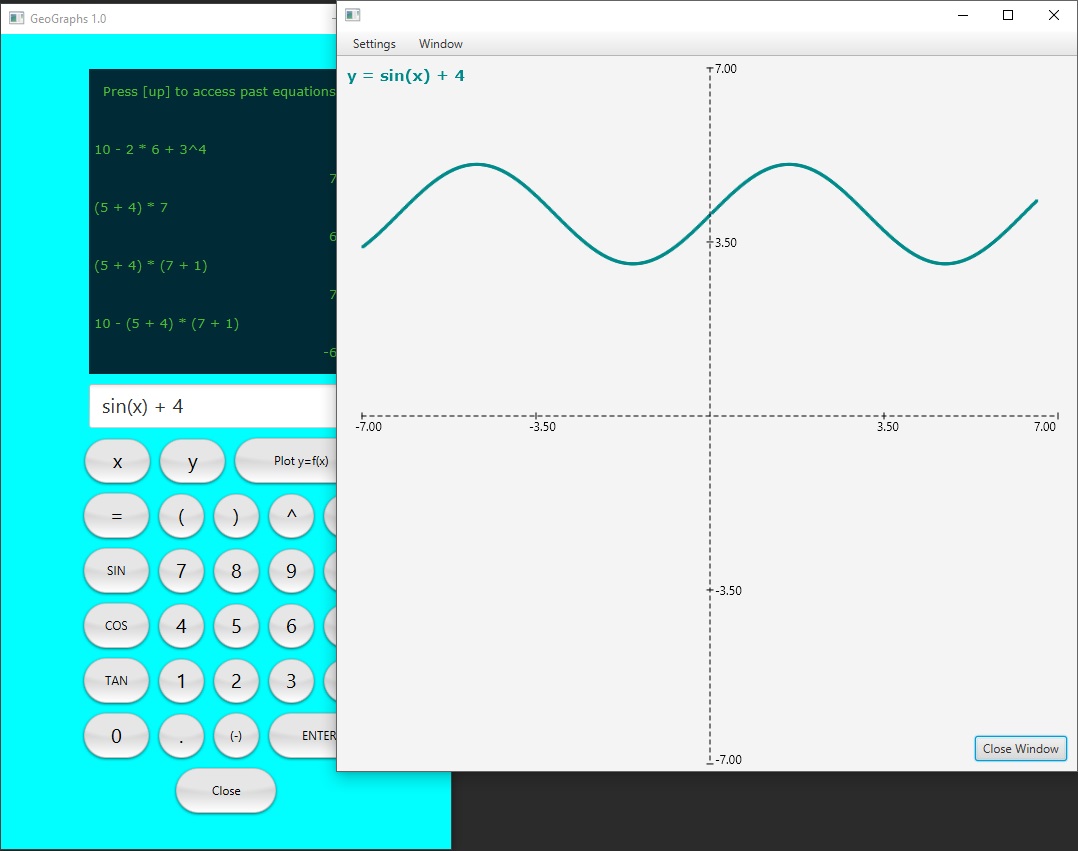 GeoGraphs 1.0
Press [up] to access past equations
10 - 2 * 6 + 3^4
7
(5 + 4) * 7
6
(5 + 4) * (7 + 1)
7
10 - (5 + 4) * (7 + 1)
-6
sin(x) + 4
x y Plot y=f(x)
= ( ) ^
SIN 7 8 9
COS 4 5 6
TAN 1 2 3
0 . (-) ENTER
Close
Settings Window
y = sin(x) + 4
7.00
3.50
-7.00 -3.50 3.50 7.00
-3.50
-7.00
Close Window